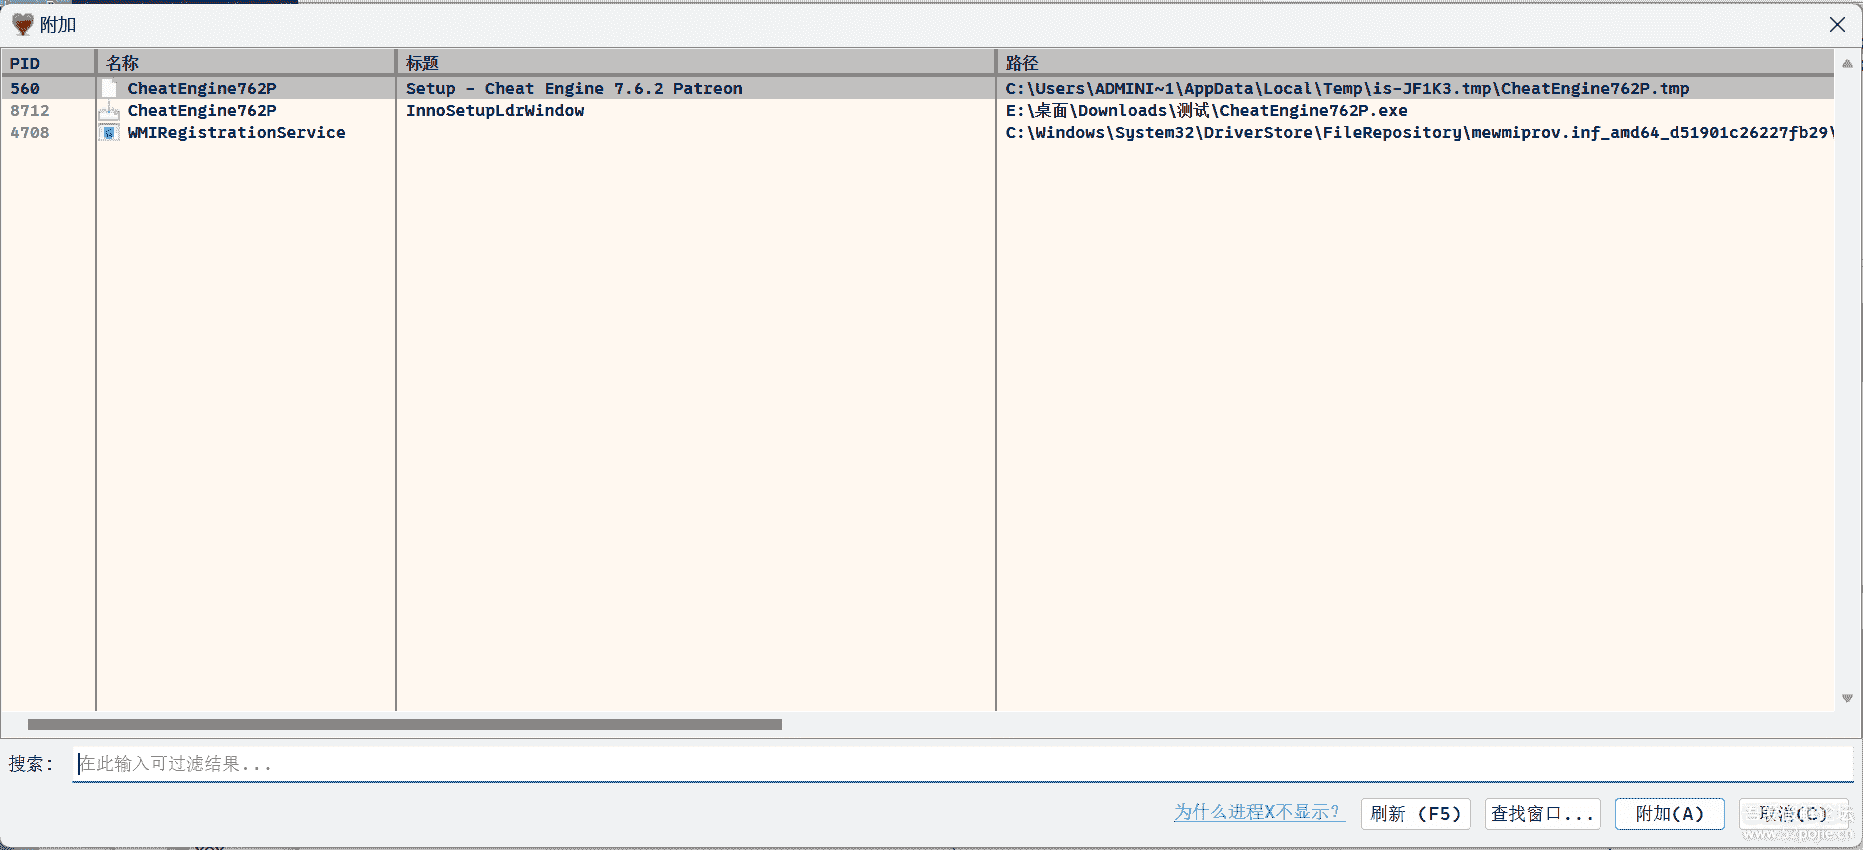 附加
PID 名称 标题 路径
560 CheatEngine762P Setup - Cheat Engine 7.6.2 Patreon C:\Users\ADMINI~1\AppData\Local\Temp\is-JF1K3.tmp\CheatEngine762P.tmp
8712 CheatEngine762P InnoSetupLdrWindow E:\桌面\Downloads\测试\CheatEngine762P.exe
4708 WMIRegistrationService C:\Windows\System32\DriverStore\FileRepository\mewmiprov.inf_amd64_d51901c26227fb29\
搜索： 在此输入可过滤结果...
为什么进程X不显示? 刷新 (F5) 查找窗口... 附加(A) 取消(C)
www.52pojie.cn